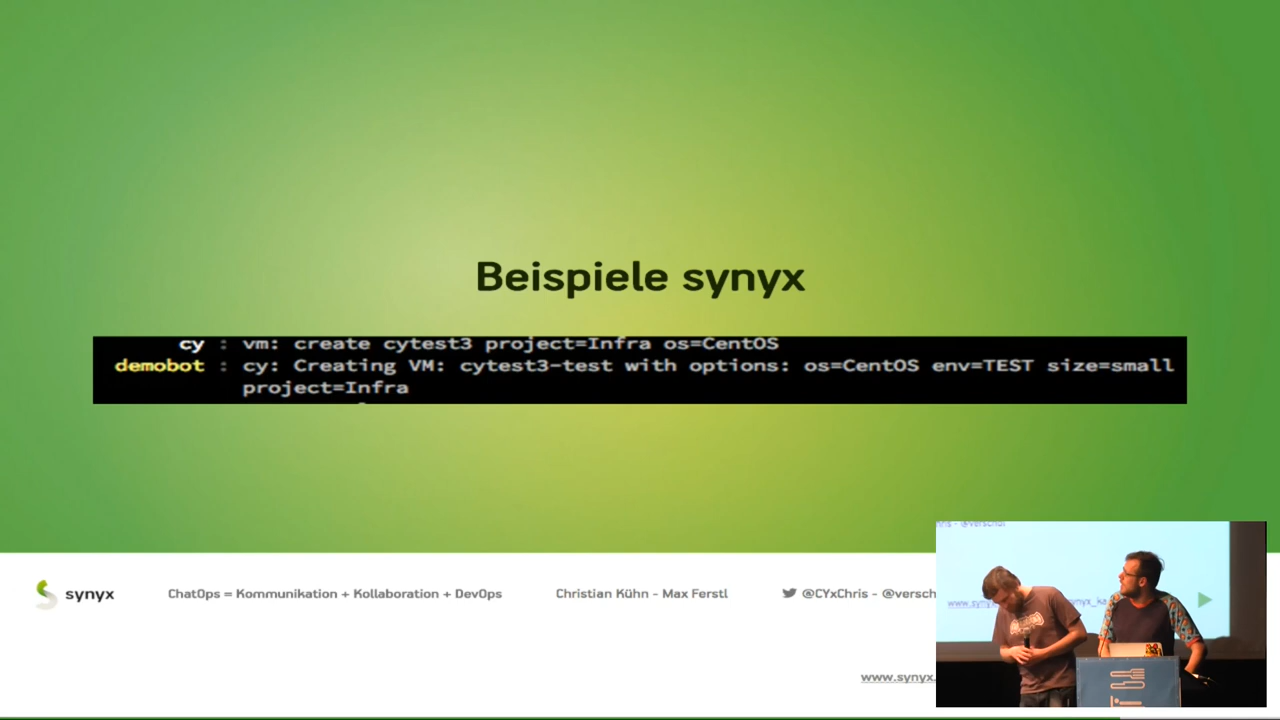 Beispiele synyx
cy : vm: create cytest3 project=Infra os=CentOS
demobot : cy: Creating VM: cytest3-test with options: os=CentOS env=TEST size=small
project=Infra
synyx
ChatOps = Kommunikation + Kollaboration + DevOps
Christian Kühn - Max Ferstl
@CYxChris - @versch
www.synyx.